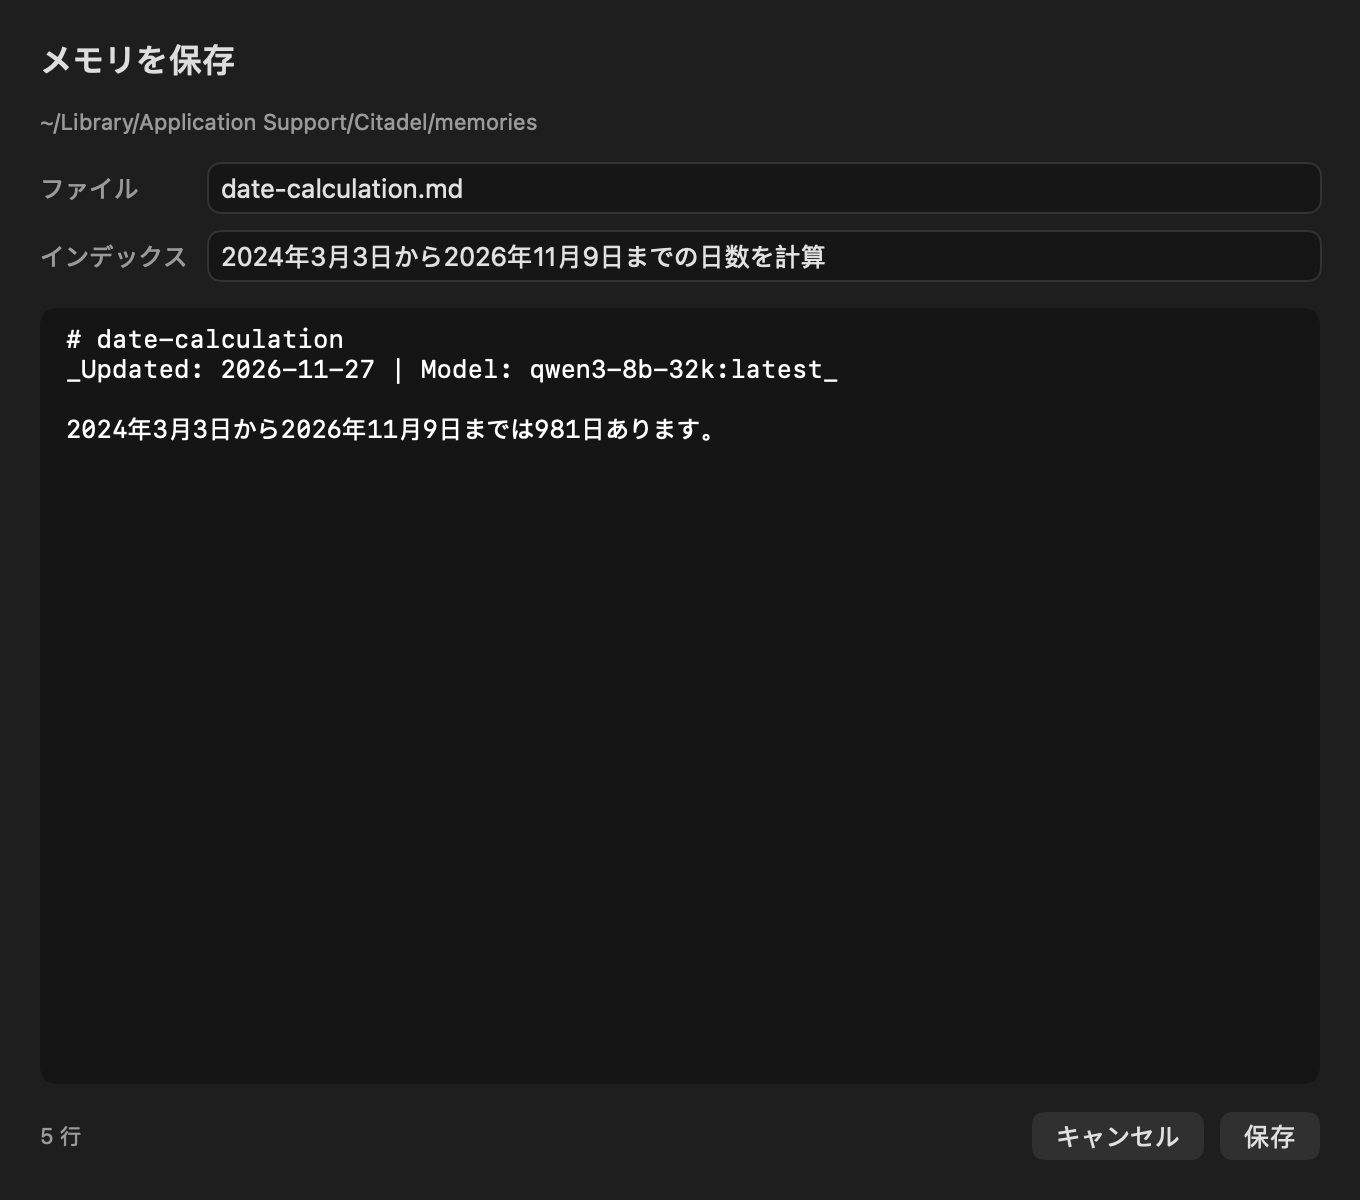 メモリを保存
~/Library/Application Support/Citadel/memories
ファイル date-calculation.md
インデックス 2024年3月3日から2026年11月9日までの日数を計算
# date-calculation
_Updated: 2026-11-27 | Model: qwen3-8b-32k:latest_
2024年3月3日から2026年11月9日までは981日あります。
5 行 キャンセル 保存